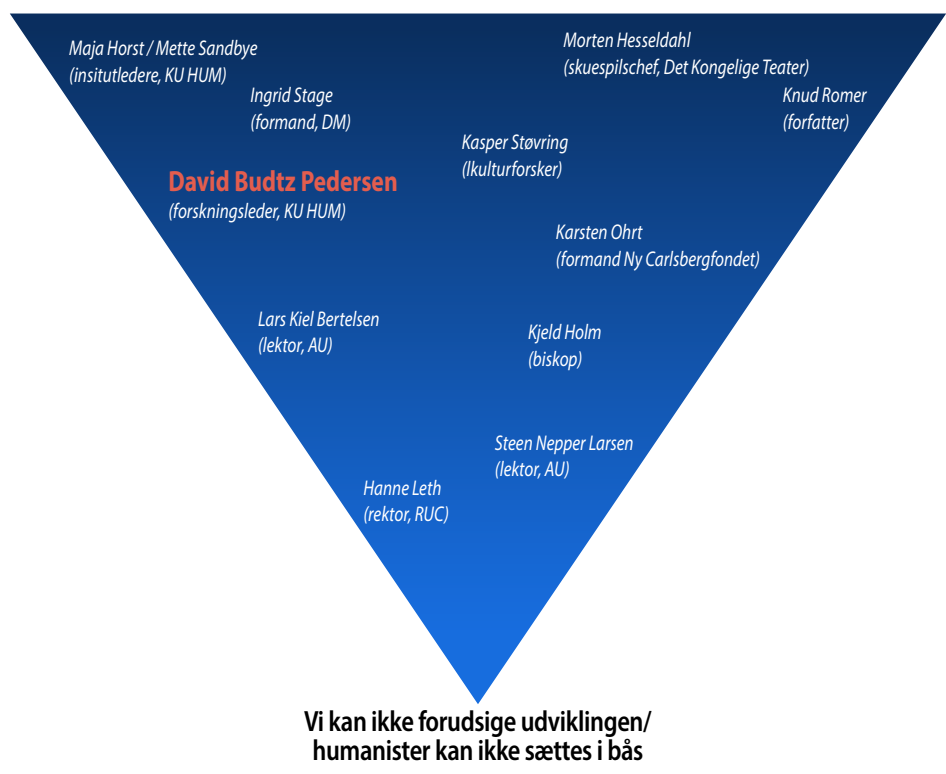 Maja Horst / Mette Sandbye
(insitutledere, KU HUM)
Morten Hesseldahl
(skuespilschef, Det Kongelige Teater)
Ingrid Stage
(formand, DM)
Knud Romer
(forfatter)
Kasper Støvring
(lkulturforsker)
David Budtz Pedersen
(forskningsleder, KU HUM)
Karsten Ohrt
(formand Ny Carlsbergfondet)
Lars Kiel Bertelsen
(lektor, AU)
Kjeld Holm
(biskop)
Steen Nepper Larsen
(lektor, AU)
Hanne Leth
(rektor, RUC)
Vi kan ikke forudsige udviklingen/
humanister kan ikke sættes i bås